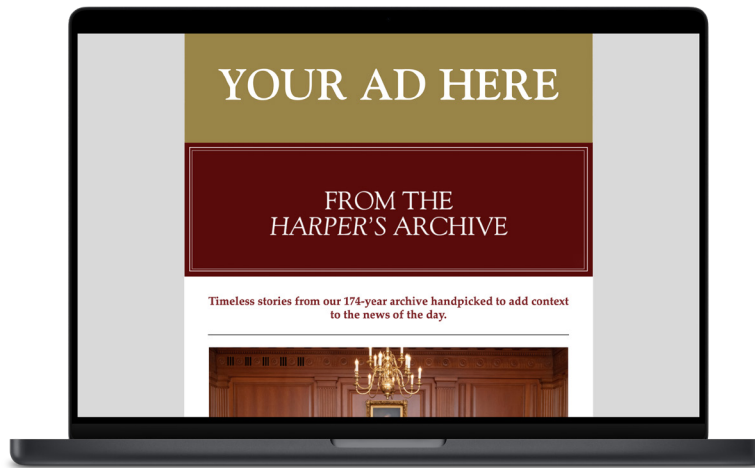 YOUR AD HERE
FROM THE
HARPER'S ARCHIVE
Timeless stories from our 174-year archive handpicked to add context
to the news of the day.